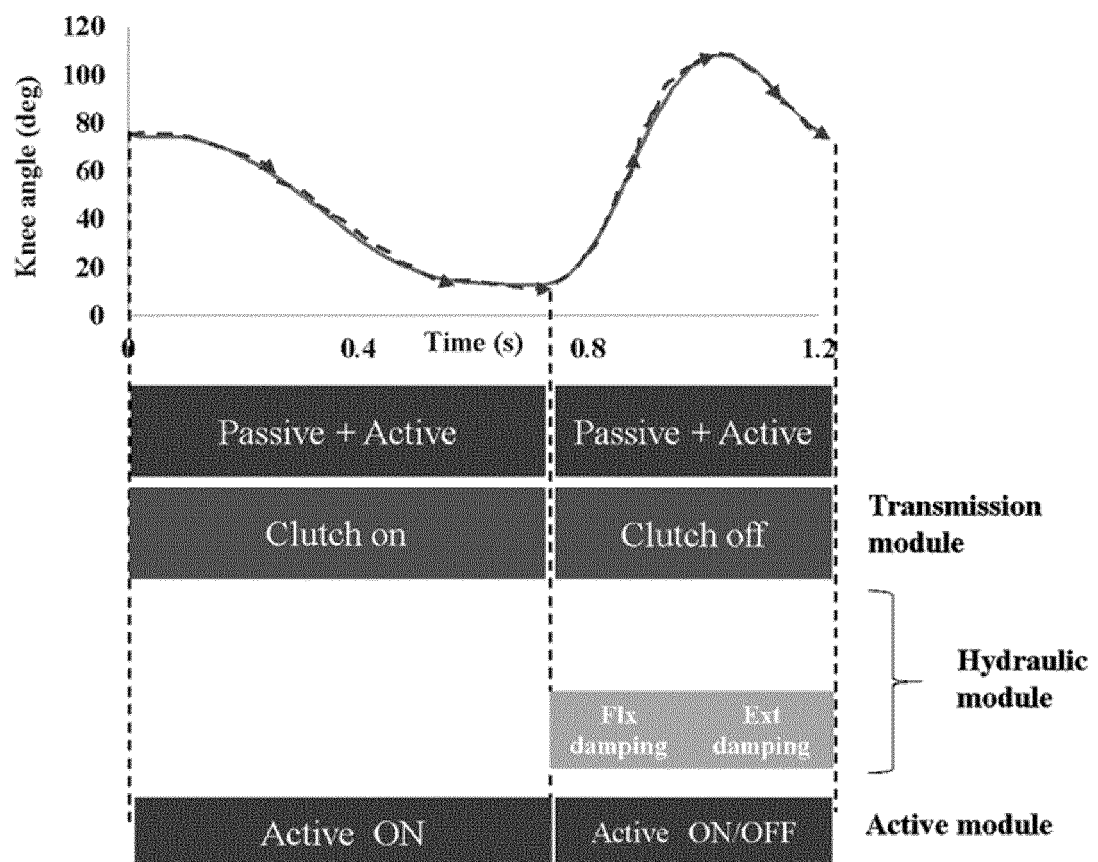 120
100
80
60
40
20
0
Knee angle (deg)
0
0.4
Time (s)
0.8
1.2
Passive + Active
Passive + Active
Clutch on
Clutch off
Transmission
module
Hydraulic
module
Flx
damping
Ext
damping
Active ON
Active ON/OFF
Active module